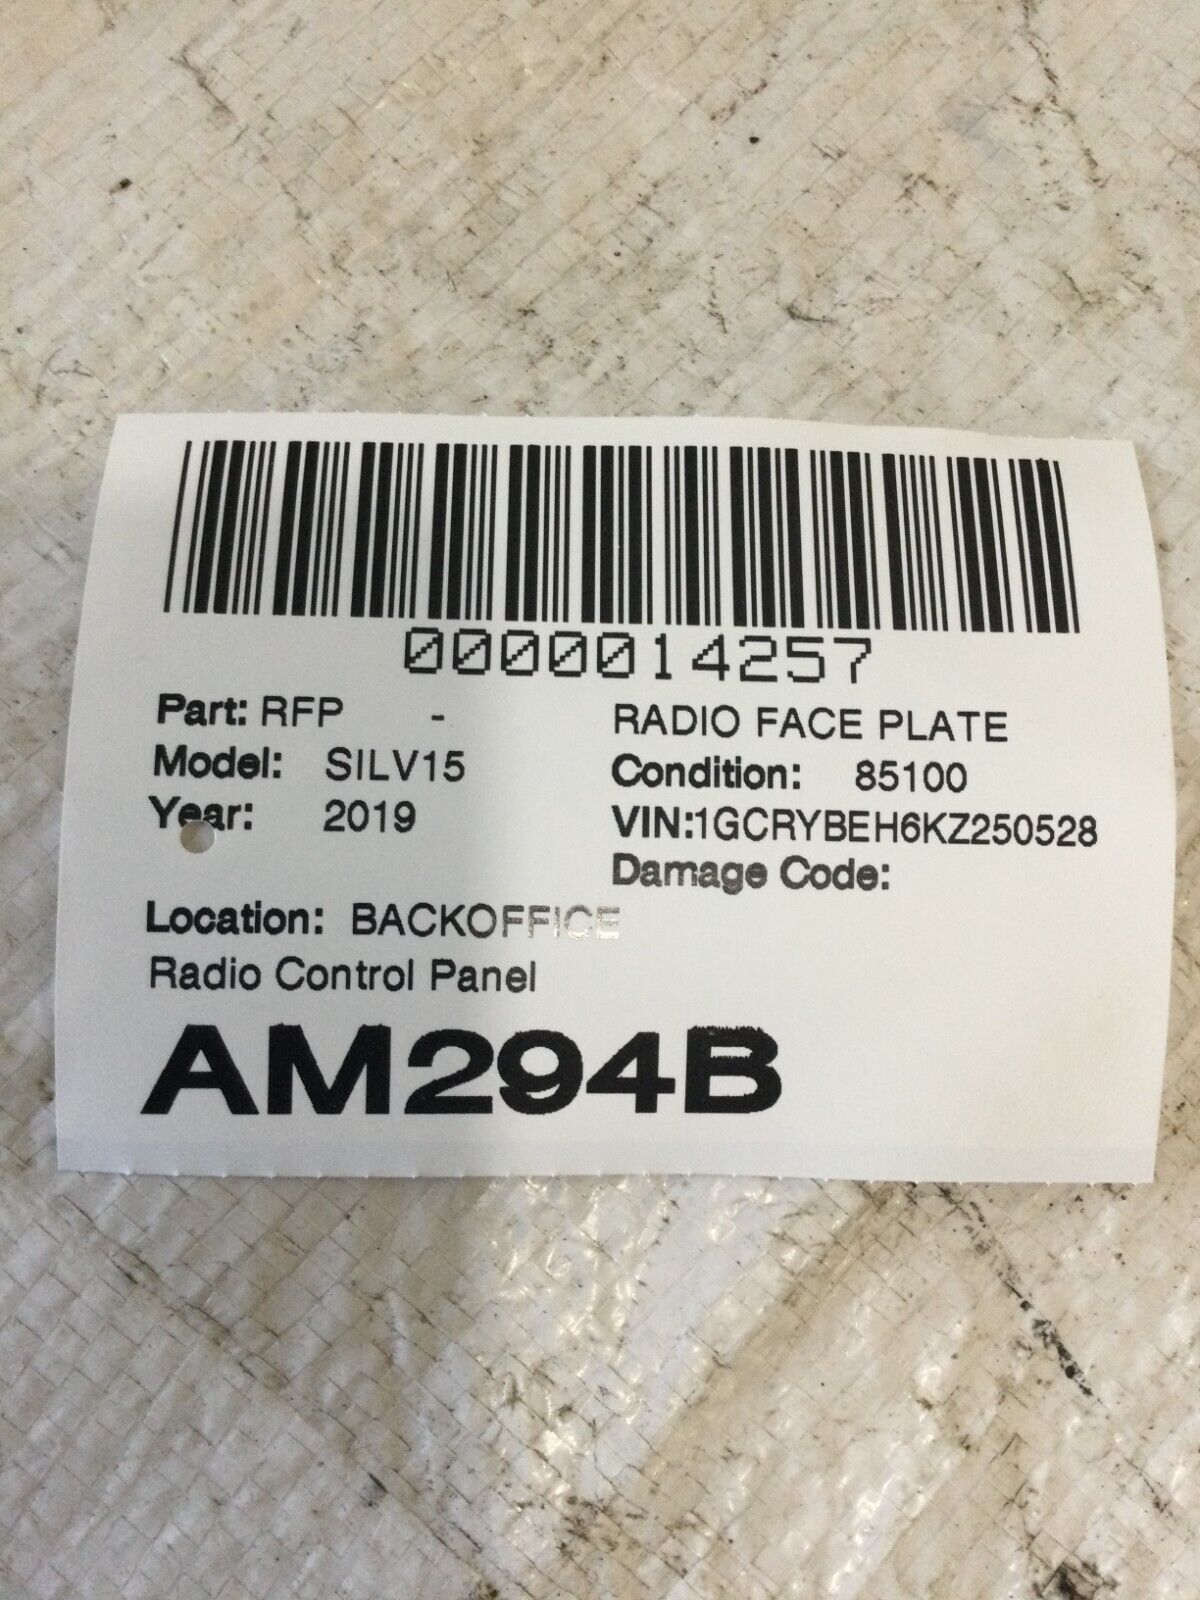 0000014257
Part: RFP - RADIO FACE PLATE
Model: SILV15 Condition: 85100
Year: 2019 VIN:1GCRYBEH6KZ250528
Damage Code:
Location: BACKOFFICE
Radio Control Panel
AM294B